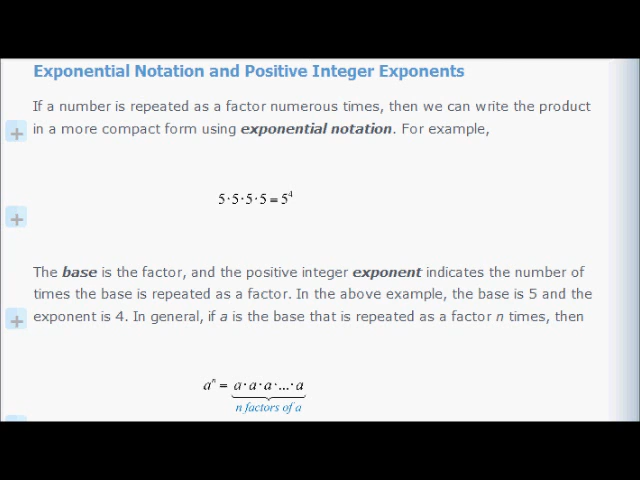 Exponential Notation and Positive Integer Exponents
If a number is repeated as a factor numerous times, then we can write the product
in a more compact form using exponential notation. For example,
5·5·5·5 = 5⁴
The base is the factor, and the positive integer exponent indicates the number of
times the base is repeated as a factor. In the above example, the base is 5 and the
exponent is 4. In general, if a is the base that is repeated as a factor n times, then
aⁿ = a·a·a·...·a
n factors of a